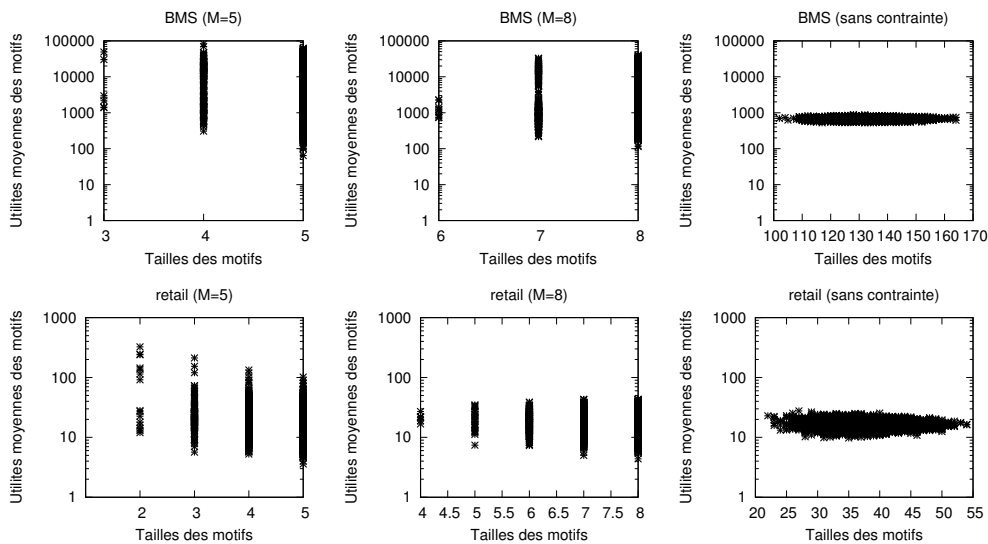 BMS (M=5)
Utilites moyennes des motifs
100000
10000
1000
100
10
1
3 4 5
Tailles des motifs
BMS (M=8)
Utilites moyennes des motifs
100000
10000
1000
100
10
1
6 7 8
Tailles des motifs
BMS (sans contrainte)
Utilites moyennes des motifs
100000
10000
1000
100
10
1
100 110 120 130 140 150 160 170
Tailles des motifs
retail (M=5)
Utilites moyennes des motifs
1000
100
10
1
2 3 4 5
Tailles des motifs
retail (M=8)
Utilites moyennes des motifs
1000
100
10
1
4 4.5 5 5.5 6 6.5 7 7.5 8
Tailles des motifs
retail (sans contrainte)
Utilites moyennes des motifs
1000
100
10
1
20 25 30 35 40 45 50 55
Tailles des motifs